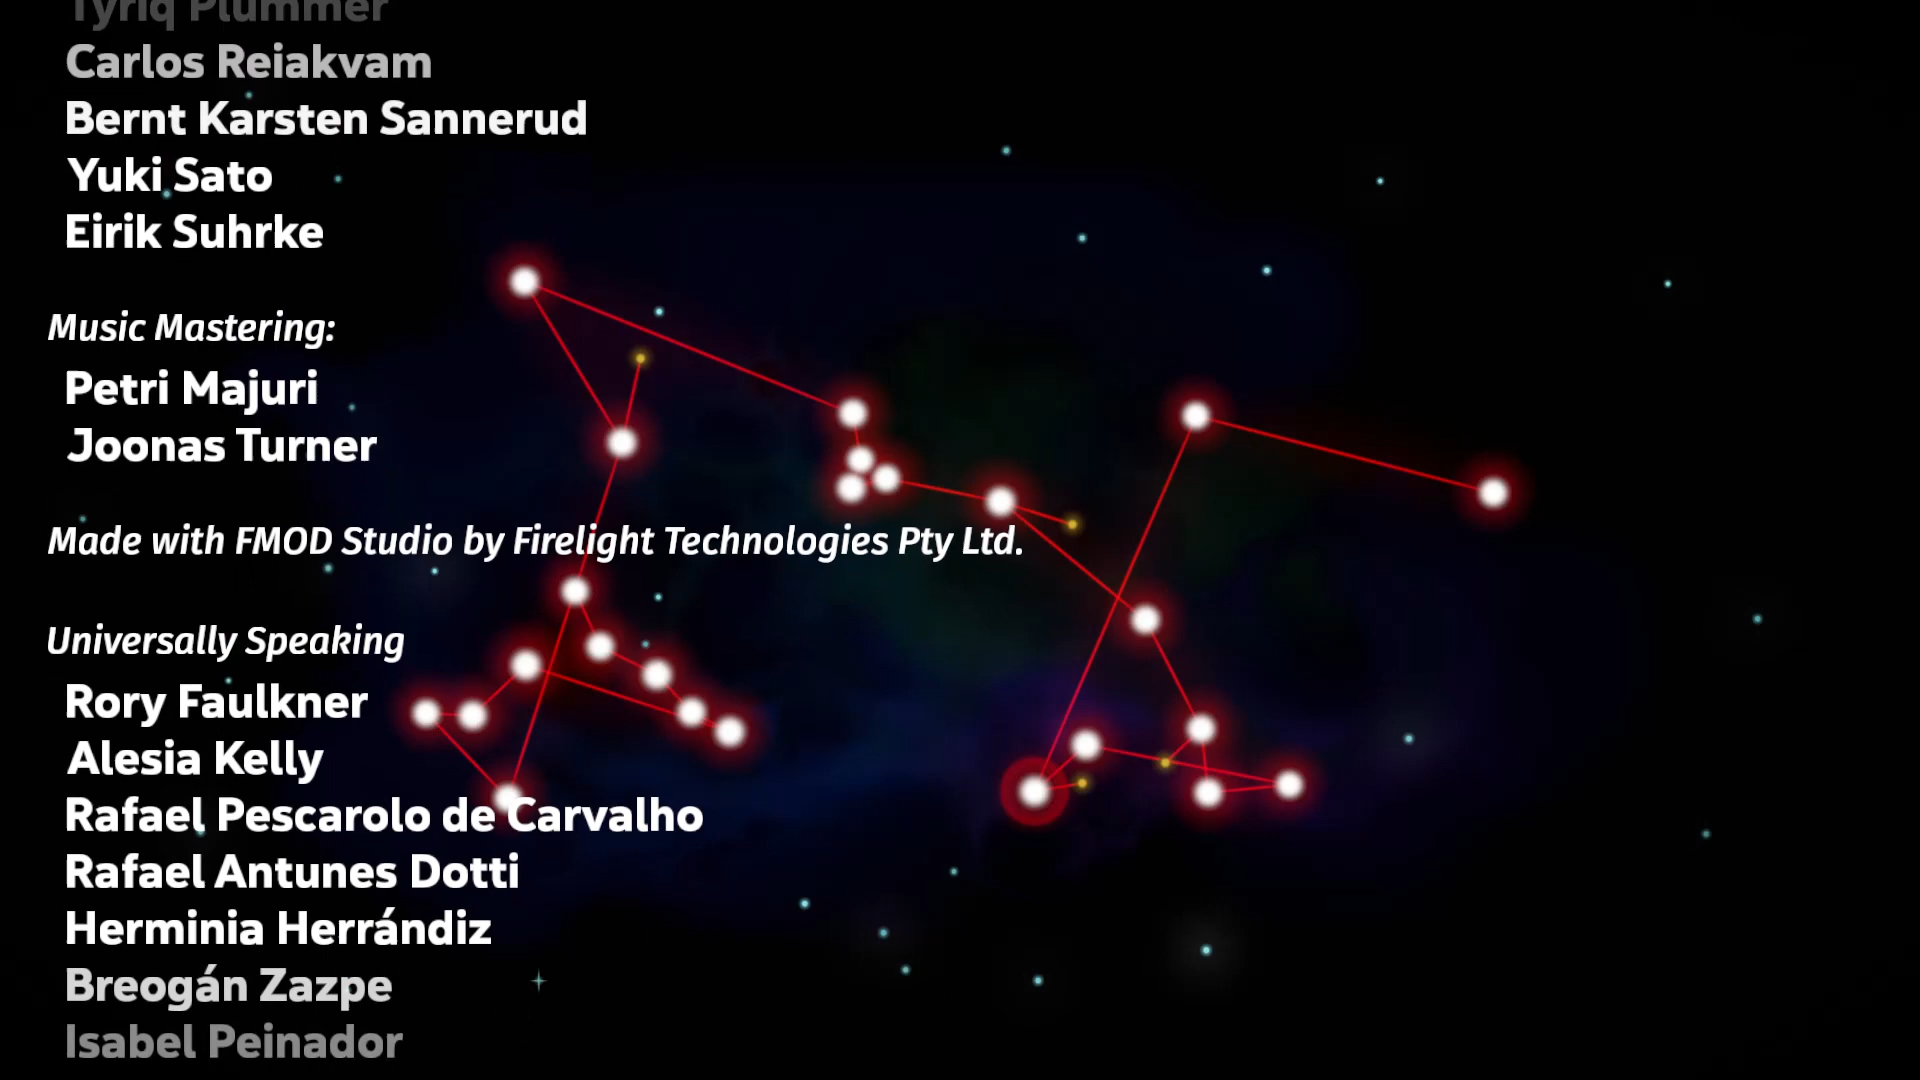 Tyriq Plummer
Carlos Reiakvam
Bernt Karsten Sannerud
Yuki Sato
Eirik Suhrke
Music Mastering:
Petri Majuri
Joonas Turner
Made with FMOD Studio by Firelight Technologies Pty Ltd.
Universally Speaking
Rory Faulkner
Alesia Kelly
Rafael Pescarolo de Carvalho
Rafael Antunes Dotti
Herminia Herrándiz
Breogán Zazpe
Isabel Peinador